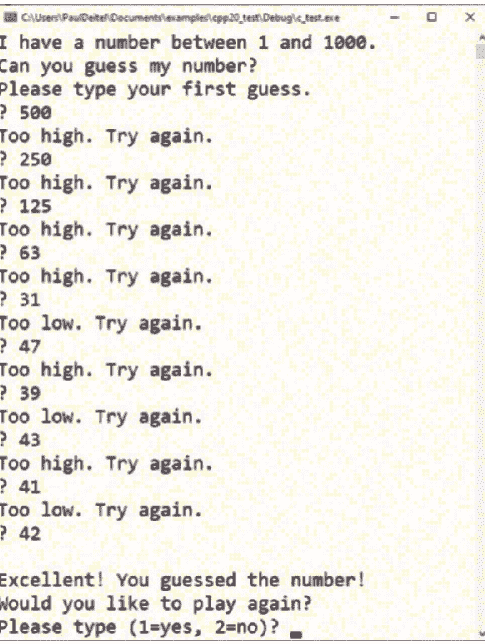 C:\Users\PaulDeitel\Documents\examples\cpp20_test\Debug\c_test.exe
I have a number between 1 and 1000.
Can you guess my number?
Please type your first guess.
? 500
Too high. Try again.
? 250
Too high. Try again.
? 125
Too high. Try again.
? 63
Too high. Try again.
? 31
Too low. Try again.
? 47
Too high. Try again.
? 39
Too low. Try again.
? 43
Too high. Try again.
? 41
Too low. Try again.
? 42
Excellent! You guessed the number!
Would you like to play again?
Please type (1=yes, 2=no)?